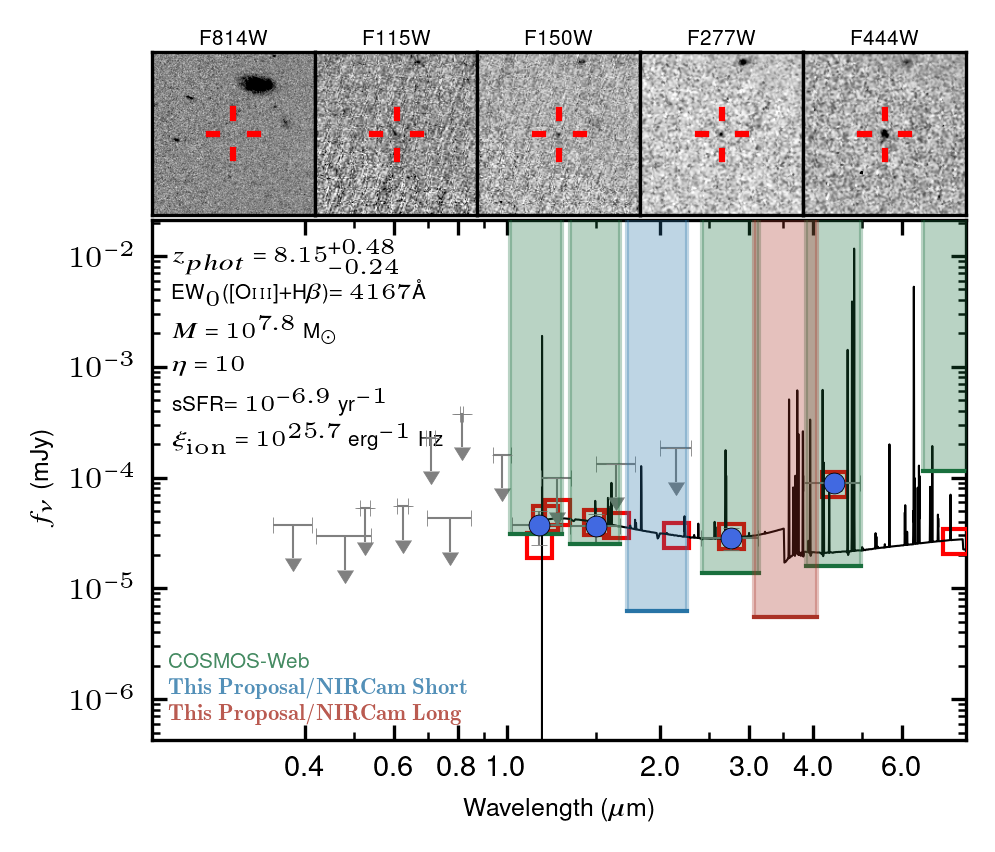 F814W F115W F150W F277W F444W
z_phot = 8.15+0.48 −0.24
EW0([OIII]+Hβ)= 4167Å
M = 10^7.8 M⊙
η = 10
sSFR= 10^−6.9 yr^−1
ξion = 10^25.7 erg^−1 Hz
10^−2
10^−3
10^−4
10^−5
10^−6
fν (mJy)
COSMOS-Web
This Proposal/NIRCam Short
This Proposal/NIRCam Long
0.4 0.6 0.8 1.0 2.0 3.0 4.0 6.0
Wavelength (μm)